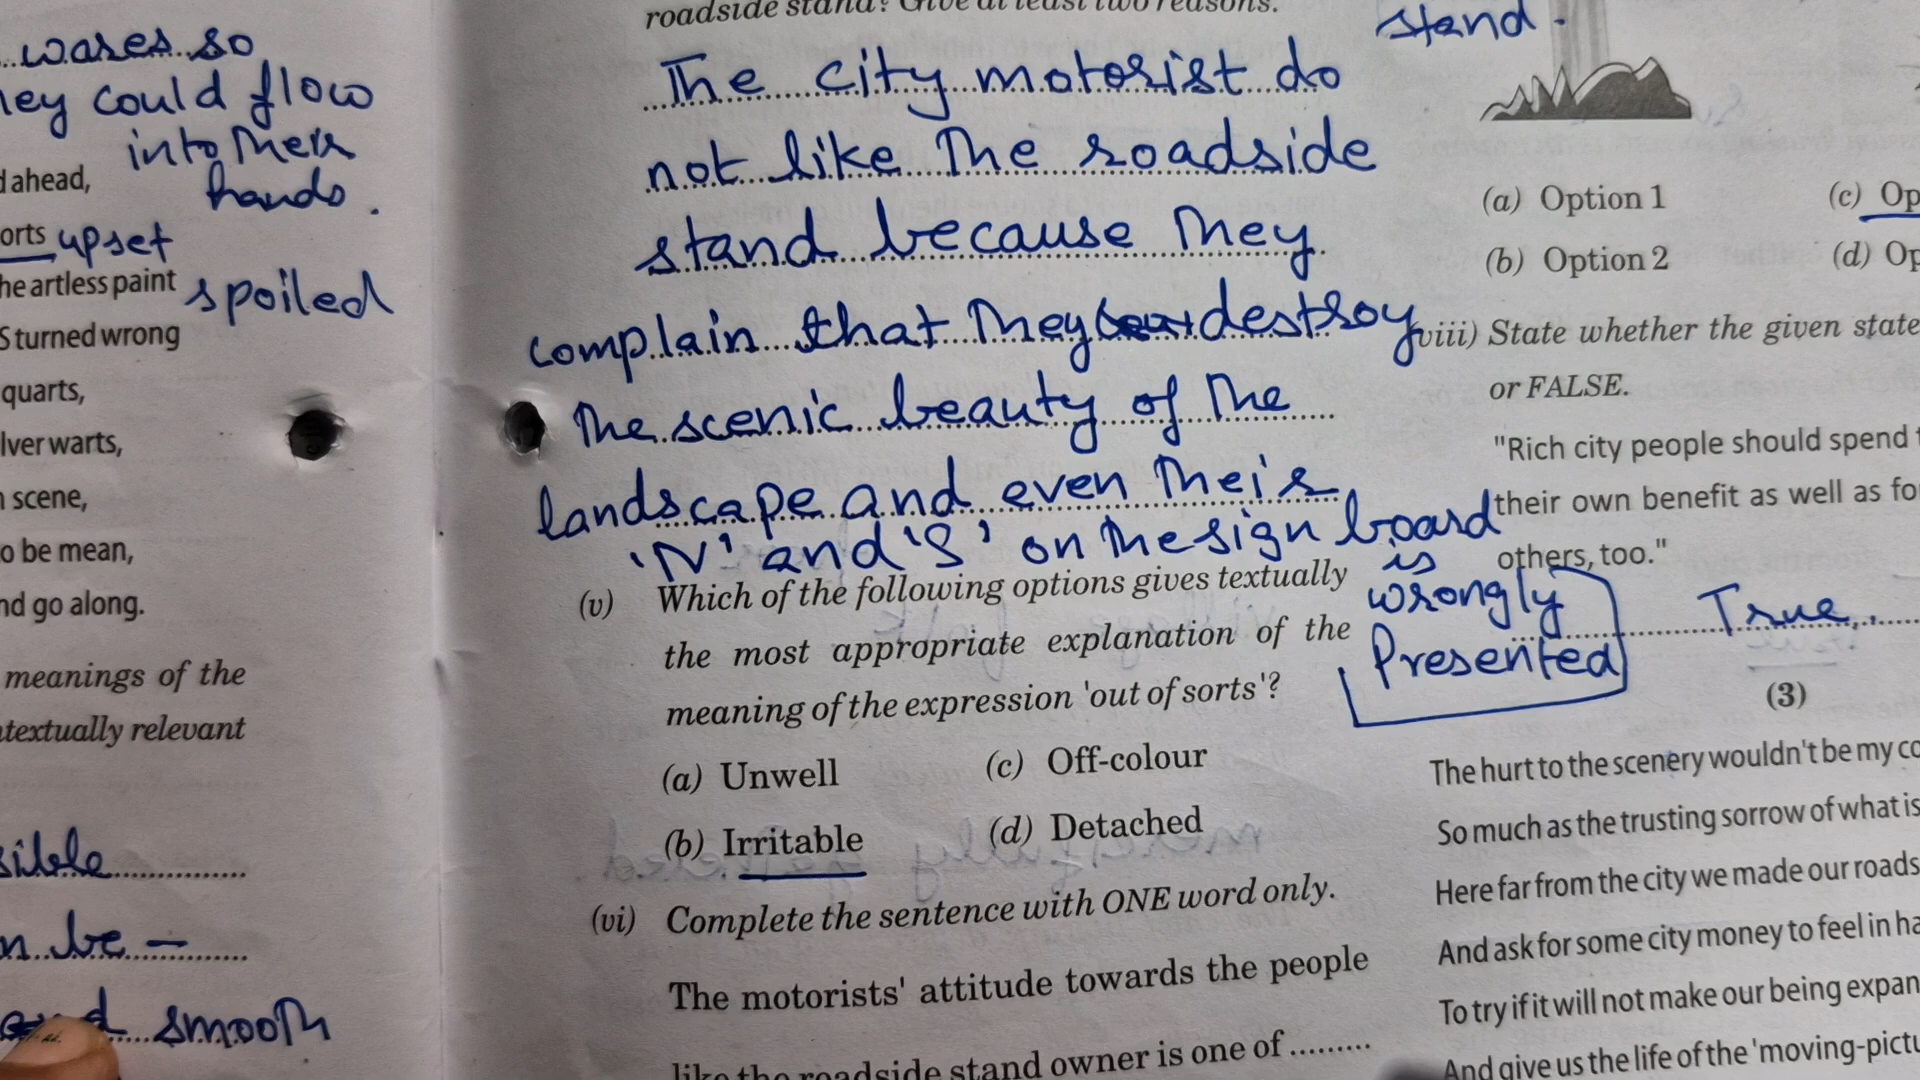 wares so
they could flow
into their
hands.
d ahead,
orts upset
he artless paint spoiled
S turned wrong
quarts,
lver warts,
n scene,
o be mean,
nd go along.
meanings of the
ntextually relevant
sible
n be –
smooth
roadside stand? Give at least two reasons.
The city motorist do
not like the roadside
stand because they
complain that they destroy
the scenic beauty of the
landscape and even their
'N' and 'S' on the sign board
is
wrongly
Presented
(v) Which of the following options gives textually
the most appropriate explanation of the
meaning of the expression 'out of sorts'?
(a) Unwell (c) Off-colour
(b) Irritable (d) Detached
(vi) Complete the sentence with ONE word only.
The motorists' attitude towards the people
like the roadside stand owner is one of .........
stand.
(a) Option 1 (c) Op
(b) Option 2 (d) Op
viii) State whether the given state
or FALSE.
"Rich city people should spend
their own benefit as well as fo
others, too."
True
(3)
The hurt to the scenery wouldn't be my co
So much as the trusting sorrow of what is
Here far from the city we made our roads
And ask for some city money to feel in ha
To try if it will not make our being expan
And give us the life of the 'moving-pictu